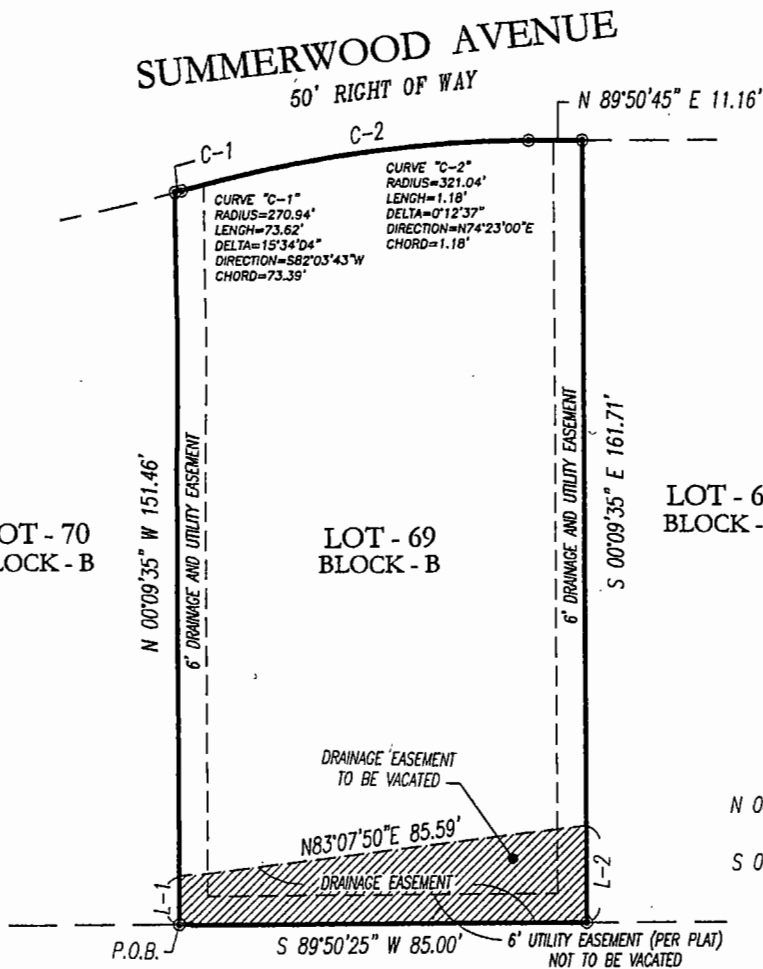 SUMMERWOOD AVENUE
50' RIGHT OF WAY
N 89°50'45" E 11.16'
C-1
C-2
CURVE "C-1"
RADIUS=270.94'
LENGH=73.62'
DELTA=15°34'04"
DIRECTION=S82°03'43"W
CHORD=73.39'
CURVE "C-2"
RADIUS=321.04'
LENGH=1.18'
DELTA=0°12'37"
DIRECTION=N74°23'00"E
CHORD=1.18'
N 00°09'35" W 151.46'
6' DRAINAGE AND UTILITY EASEMENT
6' DRAINAGE AND UTILITY EASEMENT
S 00°09'35" E 161.71'
OT - 70
LOCK - B
LOT - 69
BLOCK - B
LOT - 6
BLOCK -
DRAINAGE EASEMENT
TO BE VACATED
N 0
S 0
N83°07'50"E 85.59'
L-1
DRAINAGE EASEMENT
L-2
P.O.B.
S 89°50'25" W 85.00'
6' UTILITY EASEMENT (PER PLAT)
NOT TO BE VACATED